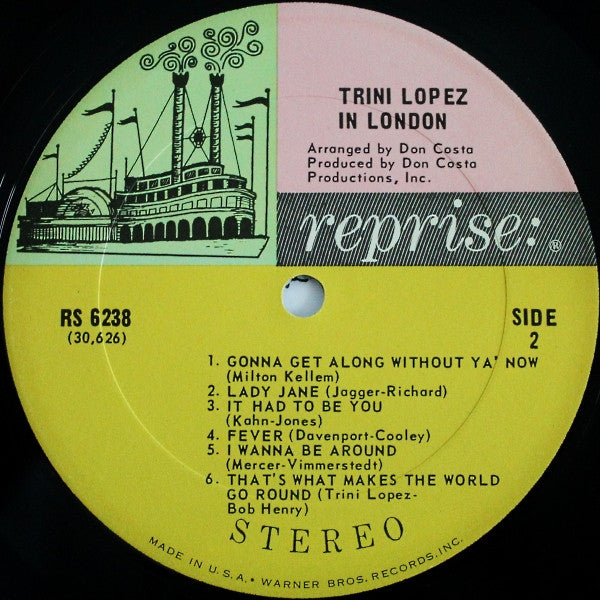 TRINI LOPEZ
IN LONDON
Arranged by Don Costa
Produced by Don Costa
Productions, Inc.
reprise:®
RS 6238
(30,626)
SIDE
2
1. GONNA GET ALONG WITHOUT YA' NOW
(Milton Kellem)
2. LADY JANE (Jagger-Richard)
3. IT HAD TO BE YOU
(Kahn-Jones)
4. FEVER (Davenport-Cooley)
5. I WANNA BE AROUND
(Mercer-Vimmerstedt)
6. THAT'S WHAT MAKES THE WORLD
GO ROUND (Trini Lopez-
Bob Henry)
STEREO
MADE IN U.S.A. • WARNER BROS. RECORDS, INC.